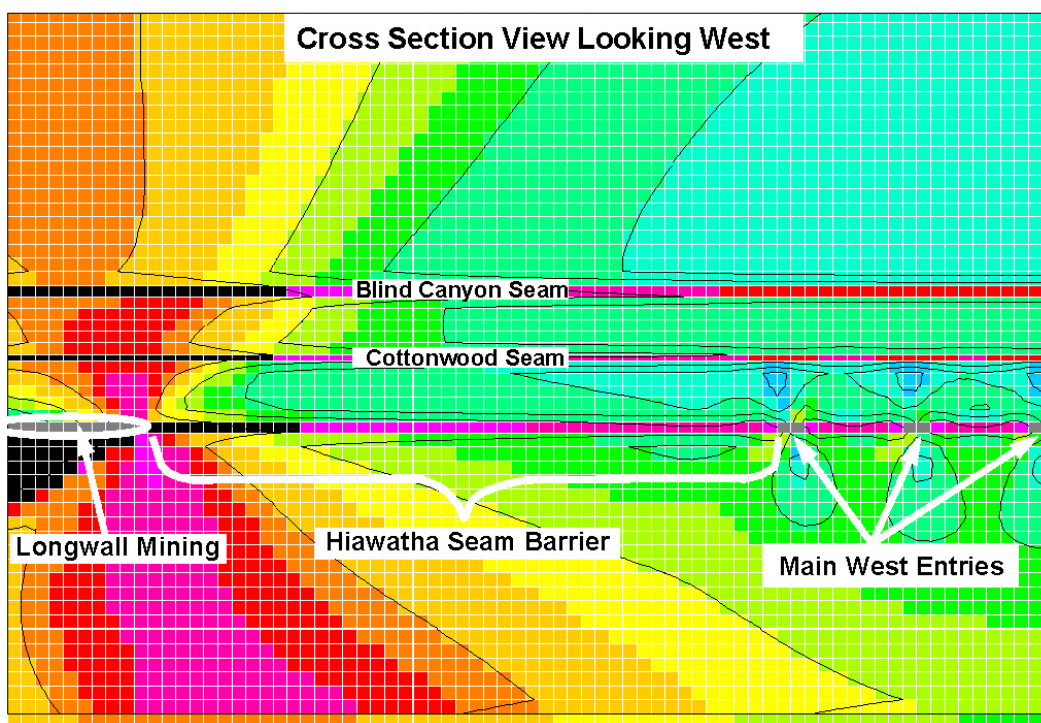 Cross Section View Looking West
Blind Canyon Seam
Cottonwood Seam
Longwall Mining
Hiawatha Seam Barrier
Main West Entries